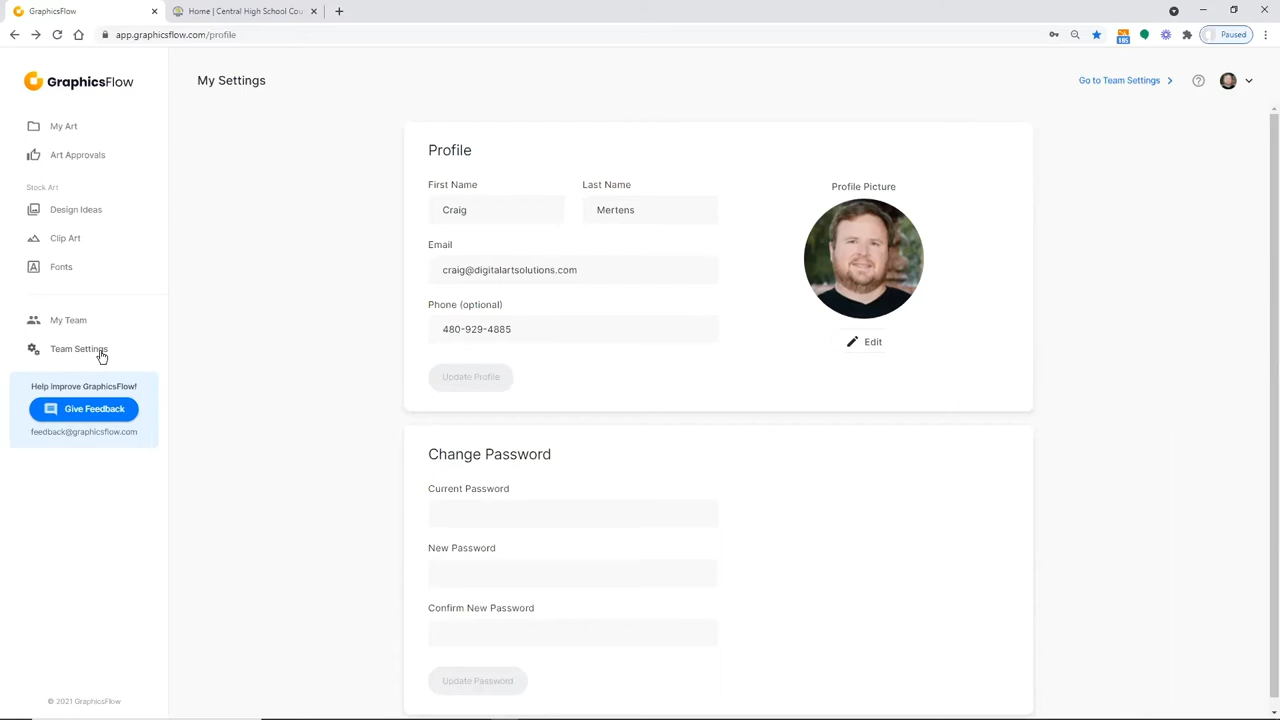 GraphicsFlow
Home | Central High School Cou
app.graphicsflow.com/profile
185
Paused
GraphicsFlow
My Settings
Go to Team Settings
My Art
Art Approvals
Stock Art
Design Ideas
Clip Art
Fonts
My Team
Team Settings
Help improve GraphicsFlow!
Give Feedback
feedback@graphicsflow.com
© 2021 GraphicsFlow
Profile
First Name
Last Name
Craig
Mertens
Email
craig@digitalartsolutions.com
Phone (optional)
480-929-4885
Update Profile
Profile Picture
Edit
Change Password
Current Password
New Password
Confirm New Password
Update Password